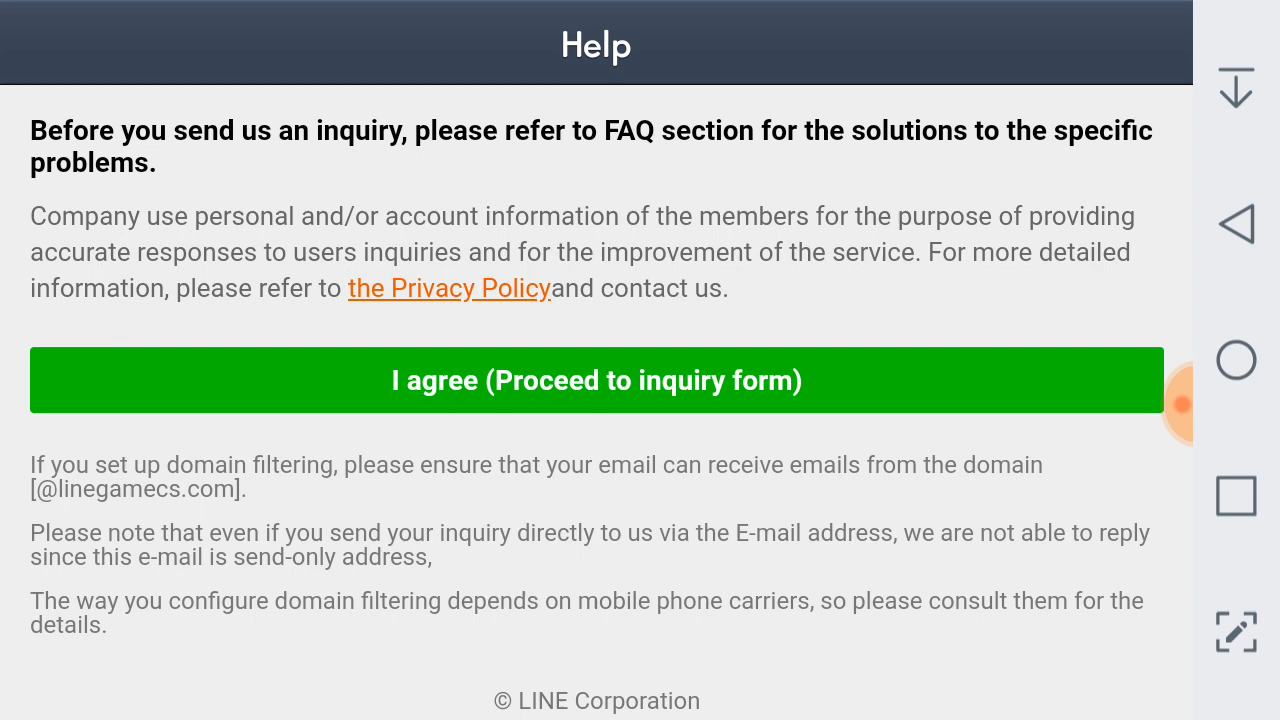 Help
Before you send us an inquiry, please refer to FAQ section for the solutions to the specific
problems.
Company use personal and/or account information of the members for the purpose of providing
accurate responses to users inquiries and for the improvement of the service. For more detailed
information, please refer to the Privacy Policyand contact us.
I agree (Proceed to inquiry form)
If you set up domain filtering, please ensure that your email can receive emails from the domain
[@linegamecs.com].
Please note that even if you send your inquiry directly to us via the E-mail address, we are not able to reply
since this e-mail is send-only address,
The way you configure domain filtering depends on mobile phone carriers, so please consult them for the
details.
© LINE Corporation